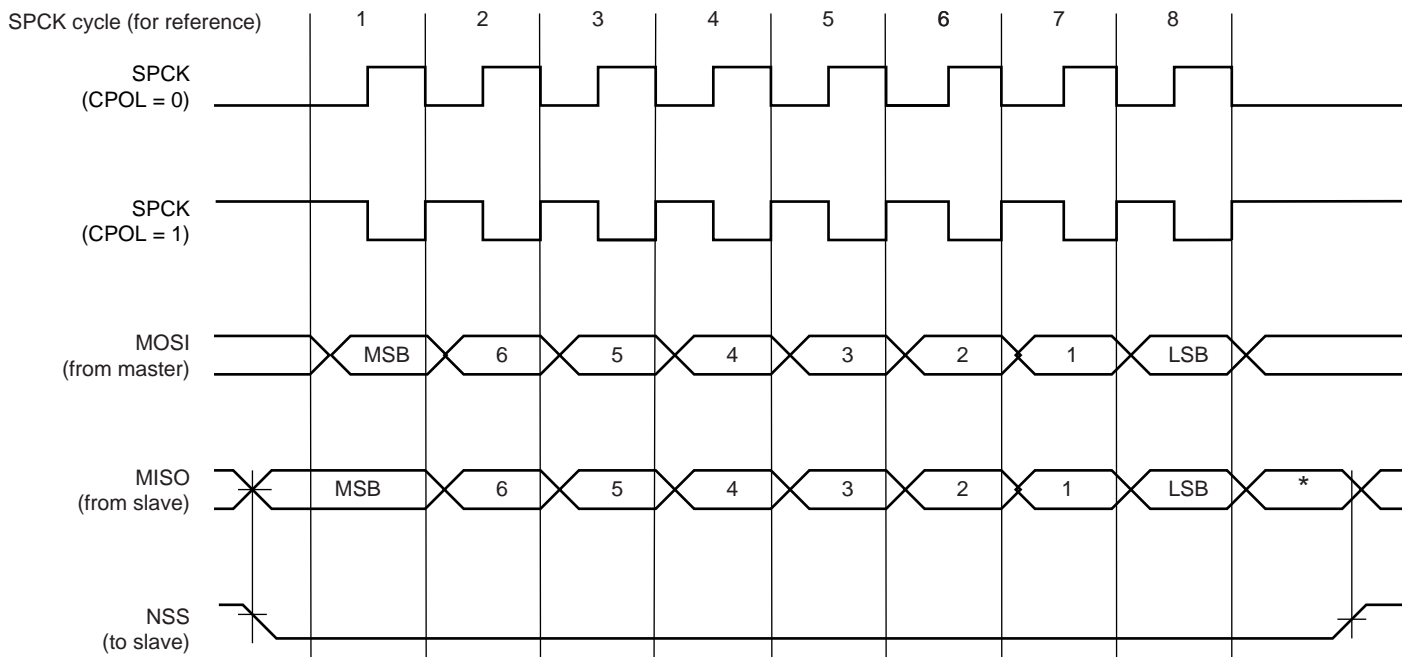 SPCK cycle (for reference) 1 2 3 4 5 6 7 8
SPCK
(CPOL = 0)
SPCK
(CPOL = 1)
MOSI
(from master)
MSB 6 5 4 3 2 1 LSB
MISO
(from slave)
MSB 6 5 4 3 2 1 LSB *
NSS
(to slave)